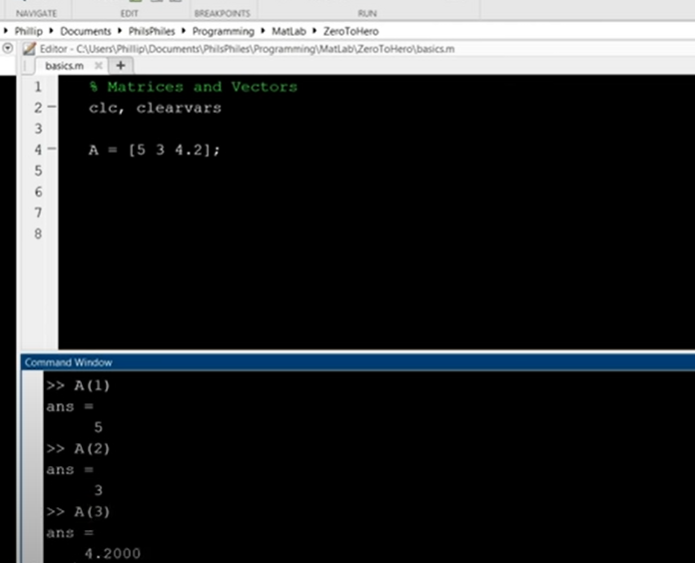 NAVIGATE EDIT BREAKPOINTS RUN
Phillip Documents PhilsPhiles Programming MatLab ZeroToHero
Editor - C:\Users\Phillip\Documents\PhilsPhiles\Programming\MatLab\ZeroToHero\basics.m
basics.m
1 % Matrices and Vectors
2 clc, clearvars
3
4 A = [5 3 4.2];
5
6
7
8
Command Window
>> A(1)
ans =
5
>> A(2)
ans =
3
>> A(3)
ans =
4.2000